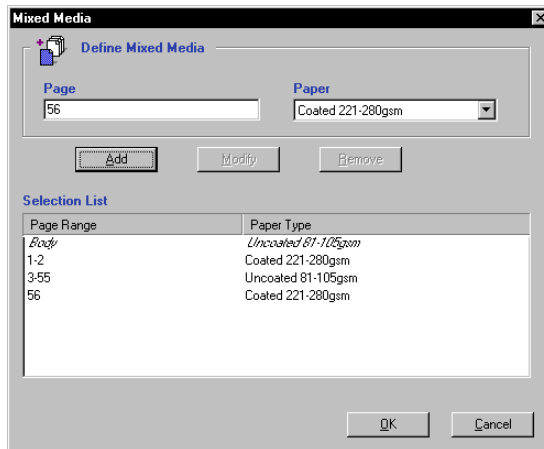 Mixed Media
Define Mixed Media
Page Paper
56 Coated 221-280gsm
Add Modify Remove
Selection List
Page Range Paper Type
Body Uncoated 81-105gsm
1-2 Coated 221-280gsm
3-55 Uncoated 81-105gsm
56 Coated 221-280gsm
OK Cancel